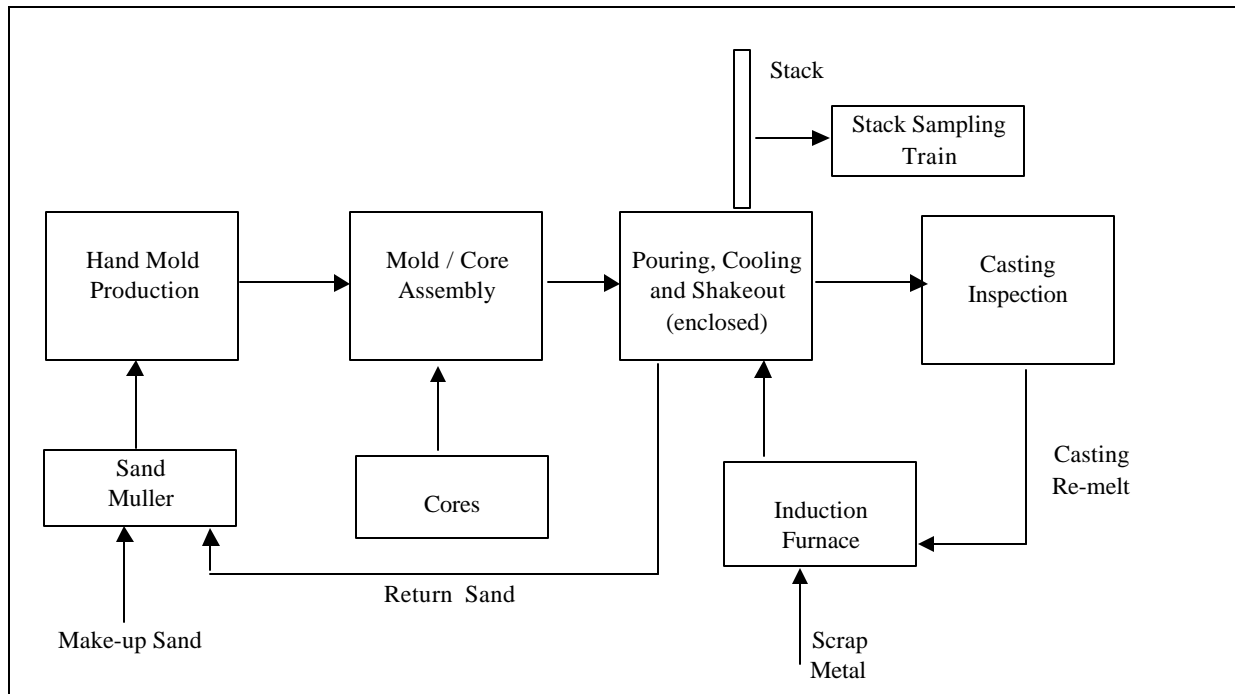 Stack
Stack Sampling
Train
Hand Mold
Production
Mold / Core
Assembly
Pouring, Cooling
and Shakeout
(enclosed)
Casting
Inspection
Sand
Muller
Cores
Induction
Furnace
Casting
Re-melt
Return Sand
Make-up Sand
Scrap
Metal